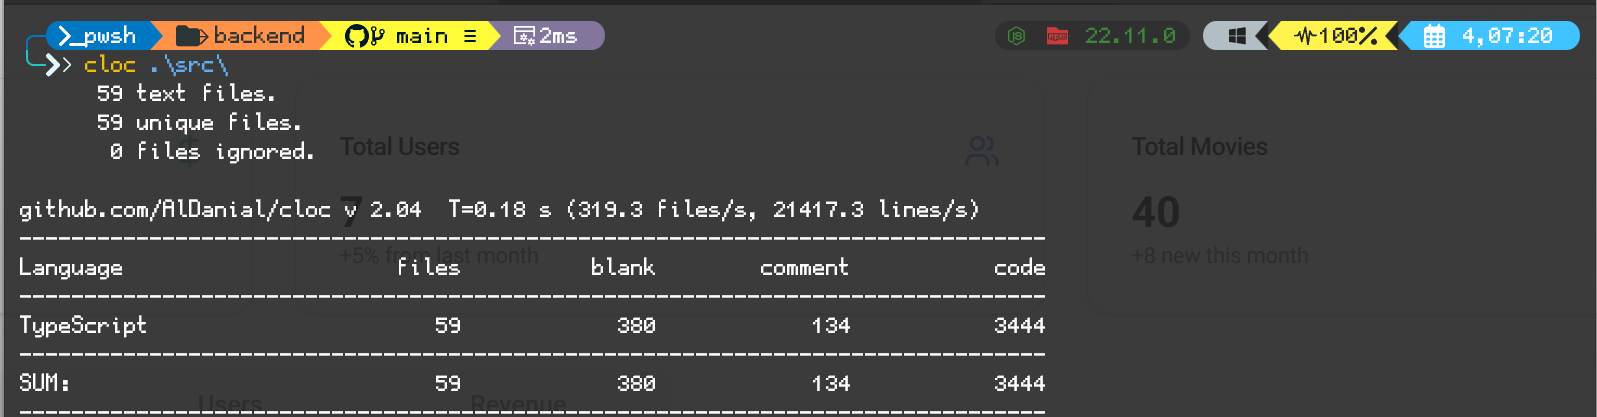 >_pwsh backend main ≡ 2ms 22.11.0 100% 4,07:20
cloc .\src\
59 text files.
59 unique files.
0 files ignored.
Total Users
Total Movies
github.com/AlDanial/cloc v 2.04 T=0.18 s (319.3 files/s, 21417.3 lines/s)
7
40
+5% from last month
+8 new this month
Language files blank comment code
TypeScript 59 380 134 3444
SUM: 59 380 134 3444
Users Revenue